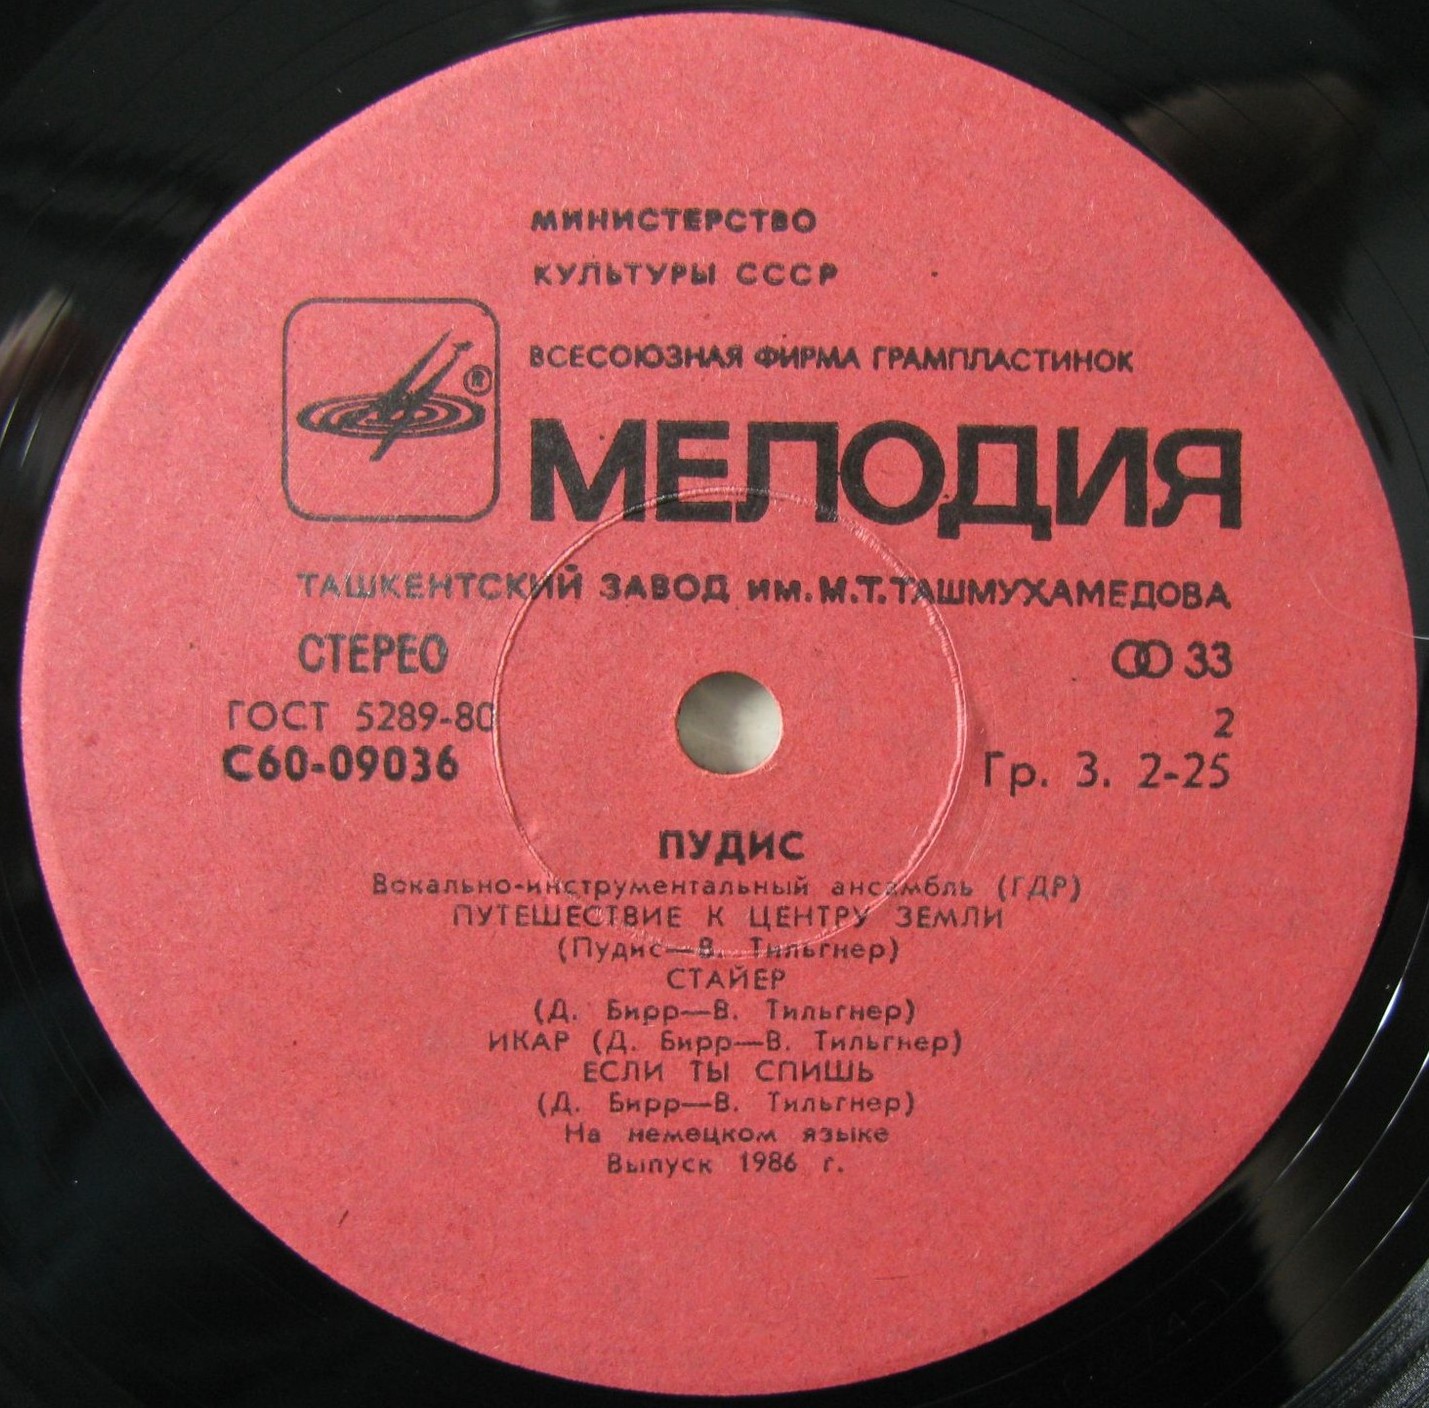 МИНИСТЕРСТВО
КУЛЬТУРЫ СССР
ВСЕСОЮЗНАЯ ФИРМА ГРАМПЛАСТИНОК
®
МЕЛОДИЯ
ТАШКЕНТСКИЙ ЗАВОД ИМ. М.Т. ТАШМУХАМЕДОВА
СТЕРЕО 33
ГОСТ 5289-80 2
С60-09036 Гр. 3. 2-25
ПУДИС
Вокально-инструментальный ансамбль (ГДР)
ПУТЕШЕСТВИЕ К ЦЕНТРУ ЗЕМЛИ
(Пудис—В. Тильгнер)
СТАЙЕР
(Д. Бирр—В. Тильгнер)
ИКАР (Д. Бирр—В. Тильгнер)
ЕСЛИ ТЫ СПИШЬ
(Д. Бирр—В. Тильгнер)
На немецком языке
Выпуск 1986 г.